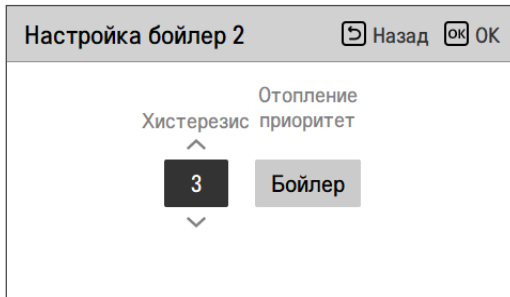 Настройка бойлер 2 Назад OK OK
Отопление
Хистерезис приоритет
3 Бойлер